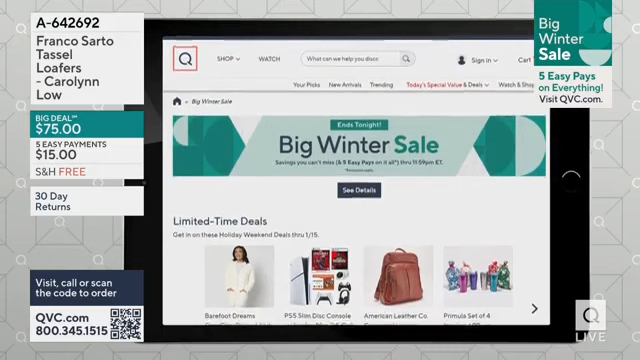 A-642692
Franco Sarto
Tassel
Loafers
- Carolynn
Low
BIG DEAL℠
$75.00
5 EASY PAYMENTS
$15.00
S&H FREE
30 Day
Returns
Visit, call or scan
the code to order
QVC.com
800.345.1515
Q
SHOP
WATCH
What can we help you disco
Sign in
Cart
Your Picks
New Arrivals
Trending
Today's Special Value & Deals
Watch & Shop
» Big Winter Sale
Ends Tonight!
Big Winter Sale
Savings you can't miss (& 5 Easy Pays on it all*) thru 11:59pm ET.
See Details
Limited-Time Deals
Get in on these Holiday Weekend Deals thru 1/15.
Barefoot Dreams
PS5 Slim Disc Console
American Leather Co.
Primula Set of 4
Big
Winter
Sale
5 Easy Pays
on Everything!
Visit QVC.com.
Q
LIVE